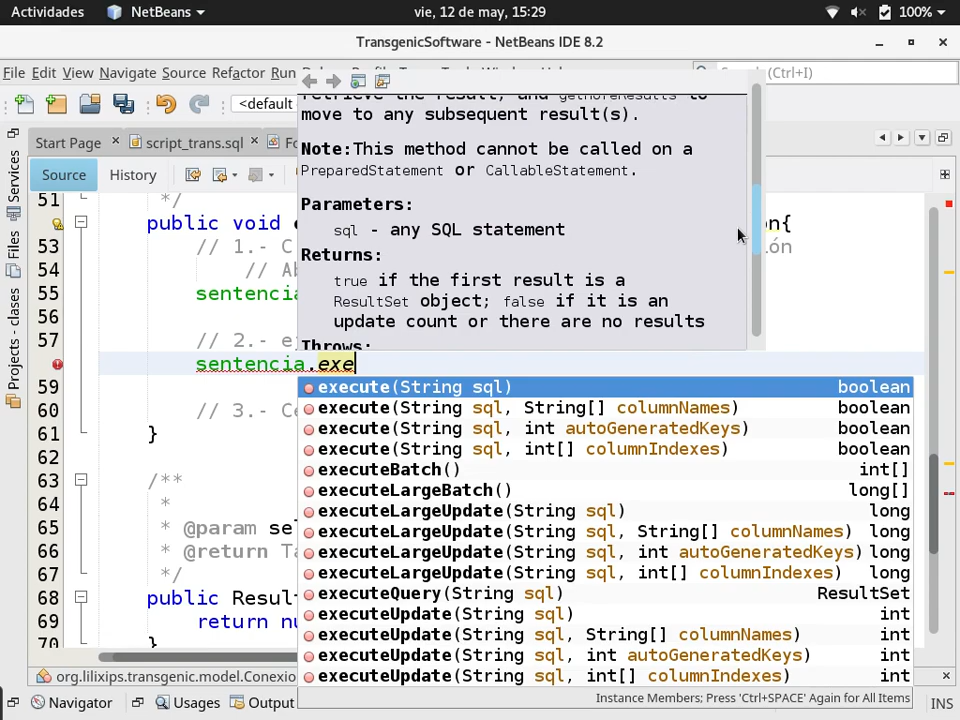 Actividades NetBeans vie, 12 de may, 15:29 100%
TransgenicSoftware - NetBeans IDE 8.2
File Edit View Navigate Source Refactor Run Search (Ctrl+I)
<default
Start Page script_trans.sql
Source History
Services
Files
Projects - clases
retrieve the result, and getMoreResults to
move to any subsequent result(s).
Note:This method cannot be called on a
PreparedStatement or CallableStatement.
Parameters:
sql - any SQL statement
Returns:
true if the first result is a
ResultSet object; false if it is an
update count or there are no results
Throws:
51 */
public void
53 // 1.- C
//
55 sentencia
56
57 // 2.- e
sentencia.exe
59
60 // 3.- Ce
61 }
62
63 /**
64 *
65 * @param
66 * @return
67 */
68 public
69 return
70 }
execute(String sql) boolean
execute(String sql, String[] columnNames) boolean
execute(String sql, int autoGeneratedKeys) boolean
execute(String sql, int[] columnIndexes) boolean
executeBatch() int[]
executeLargeBatch() long[]
executeLargeUpdate(String sql) long
executeLargeUpdate(String sql, String[] columnNames) long
executeLargeUpdate(String sql, int autoGeneratedKeys) long
executeLargeUpdate(String sql, int[] columnIndexes) long
executeQuery(String sql) ResultSet
executeUpdate(String sql) int
executeUpdate(String sql, String[] columnNames) int
executeUpdate(String sql, int autoGeneratedKeys) int
executeUpdate(String sql, int[] columnIndexes) int
Instance Members; Press 'Ctrl+SPACE' Again for All Items
org.lilixips.transgenic.model.Conexio
Navigator Usages Output INS